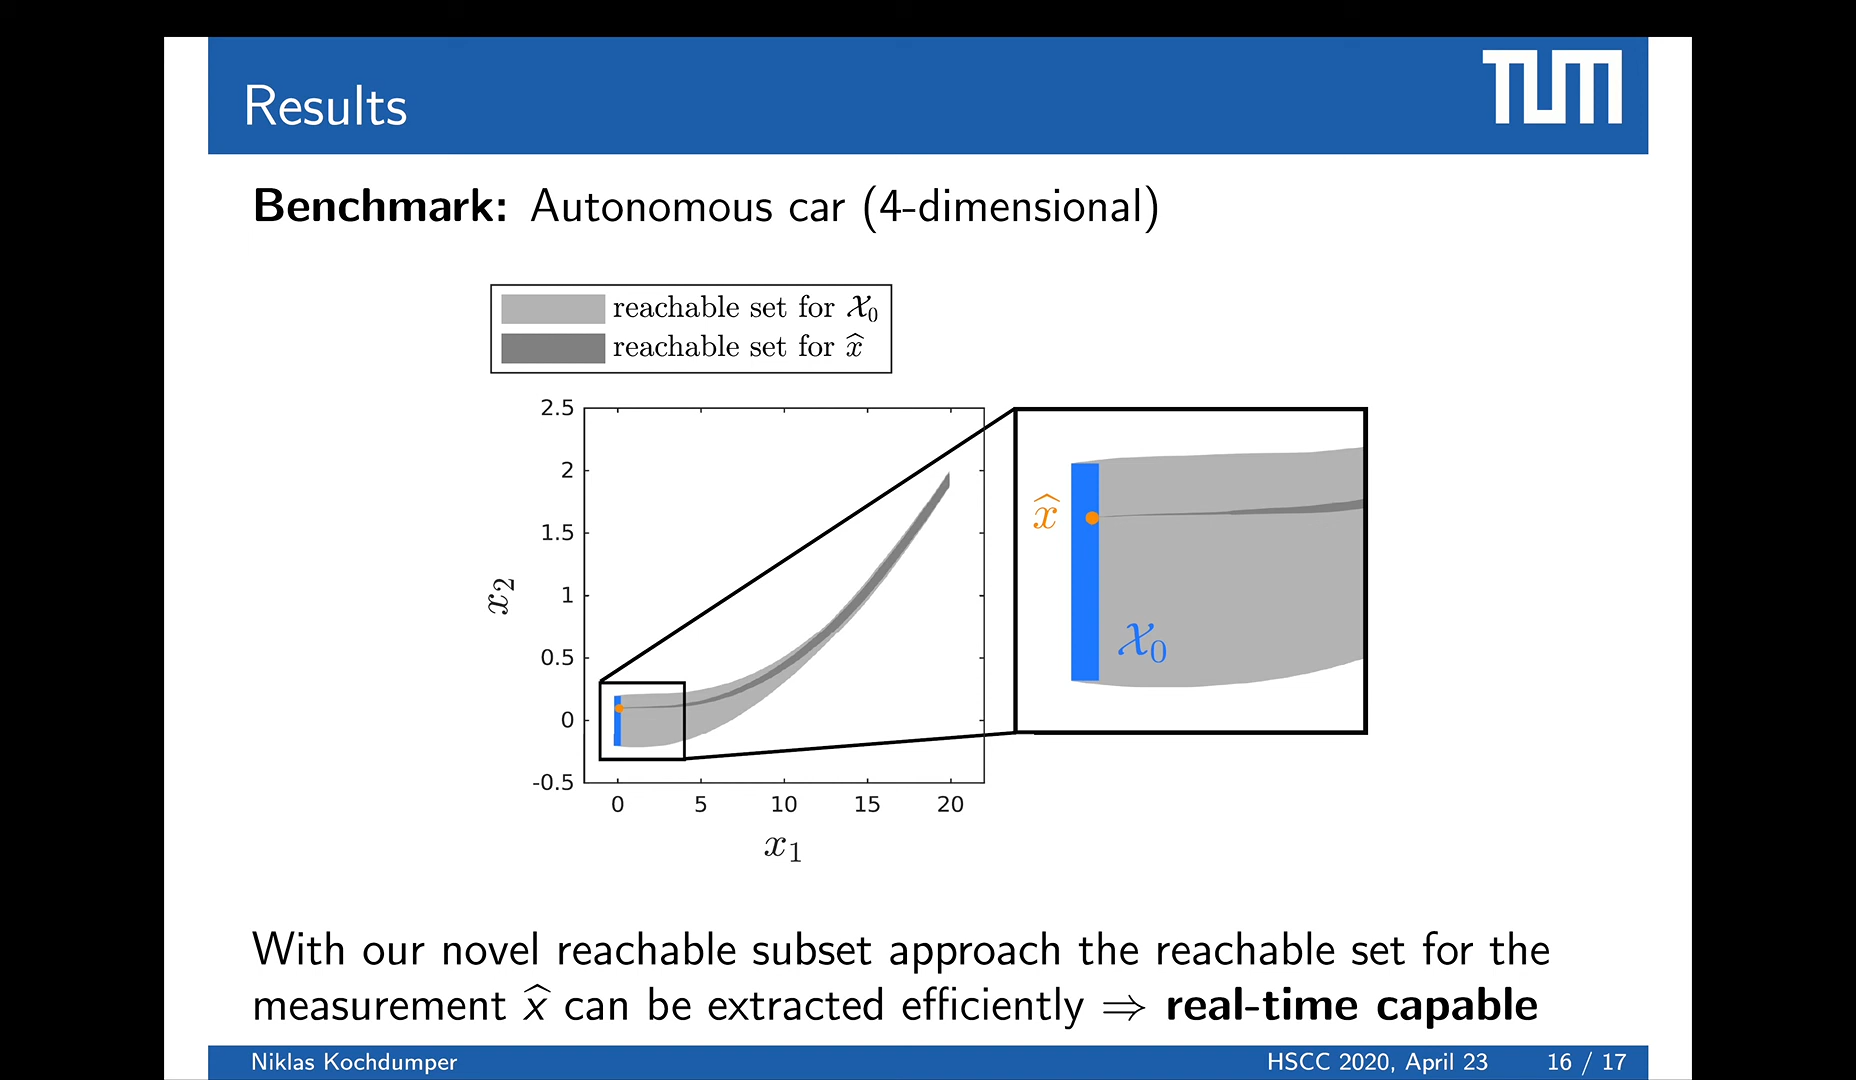 Results
TUM
Benchmark: Autonomous car (4-dimensional)
reachable set for 𝒳₀
reachable set for x̂
2.5
2
1.5
1
0.5
0
-0.5
x₂
0 5 10 15 20
x₁
x̂
𝒳₀
With our novel reachable subset approach the reachable set for the
measurement x̂ can be extracted efficiently ⇒ real-time capable
Niklas Kochdumper HSCC 2020, April 23 16 / 17